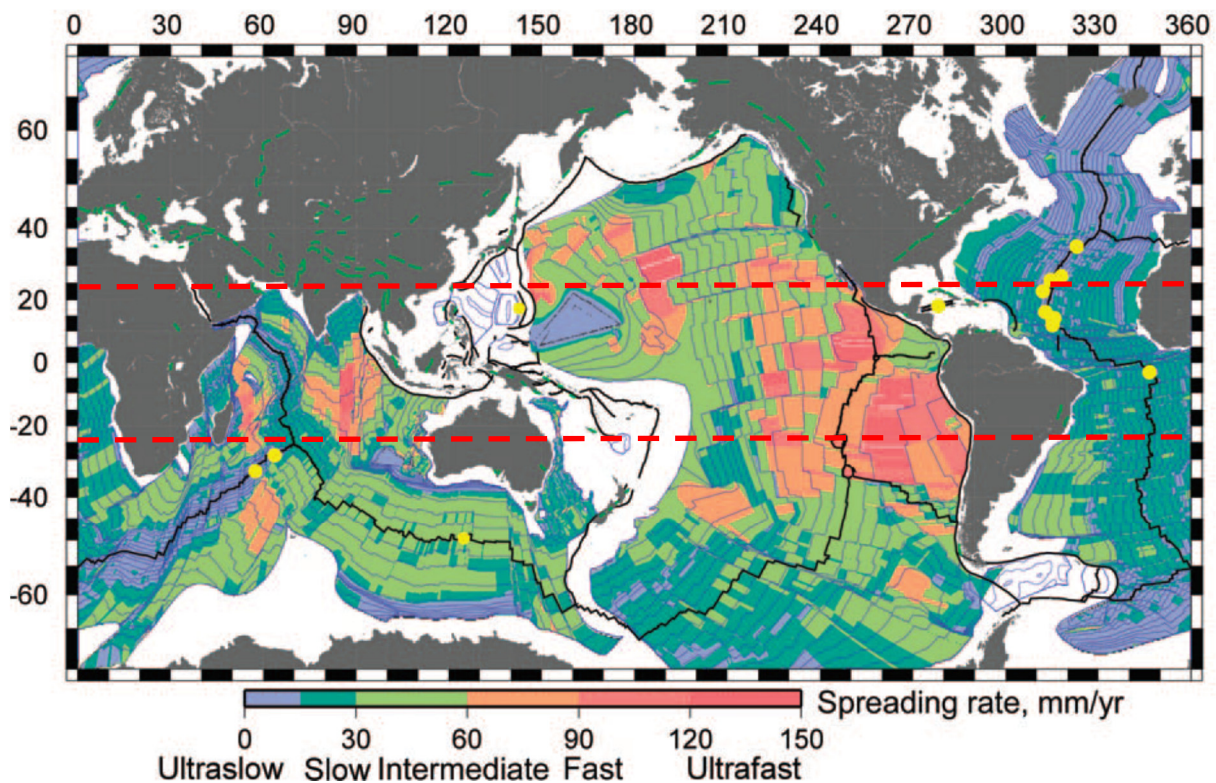 0 30 60 90 120 150 180 210 240 270 300 330 360
60
40
20
0
-20
-40
-60
Spreading rate, mm/yr
0 30 60 90 120 150
Ultraslow Slow Intermediate Fast Ultrafast